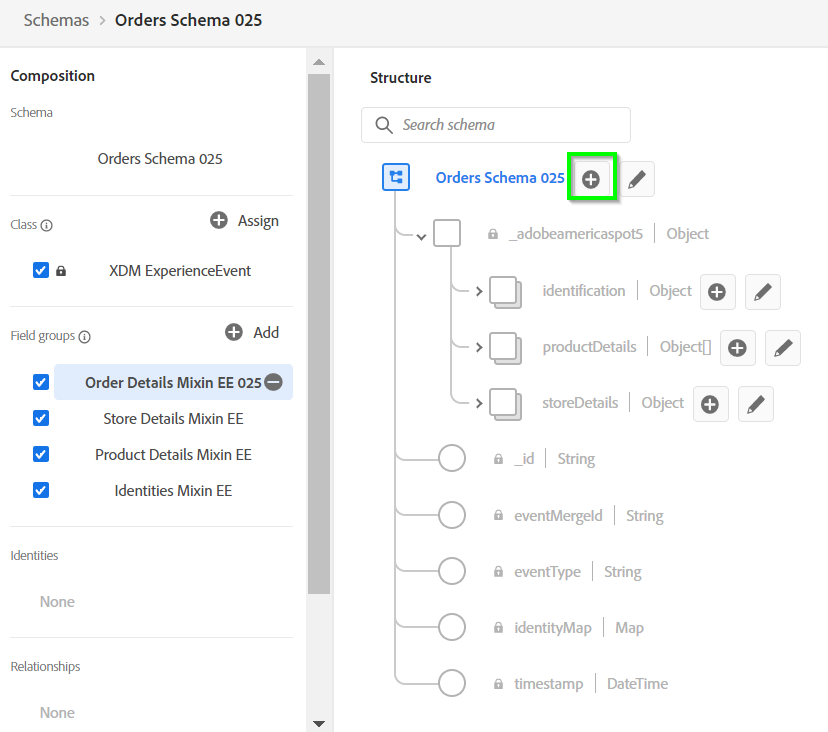 Schemas > Orders Schema 025
Composition
Schema
Orders Schema 025
Class
Assign
XDM ExperienceEvent
Field groups
Add
Order Details Mixin EE 025
Store Details Mixin EE
Product Details Mixin EE
Identities Mixin EE
Identities
None
Relationships
None
Structure
Search schema
Orders Schema 025
_adobeamericaspot5 | Object
identification | Object
productDetails | Object[]
storeDetails | Object
_id | String
eventMergeId | String
eventType | String
identityMap | Map
timestamp | DateTime